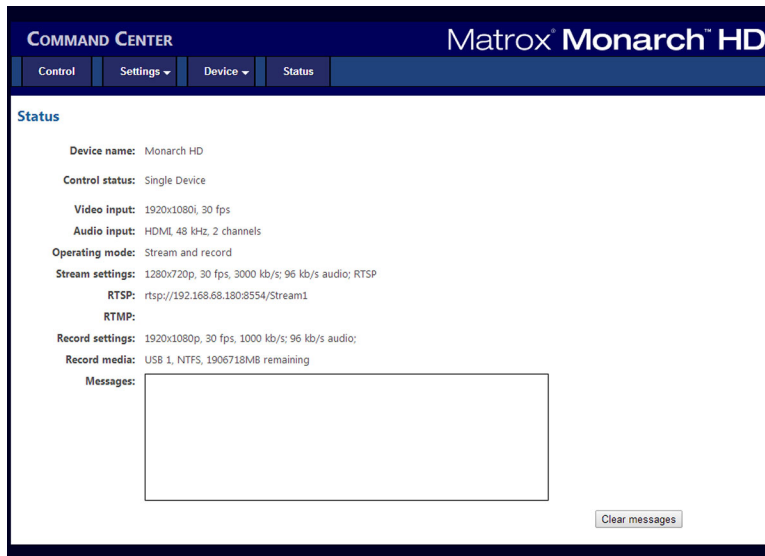 COMMAND CENTER
Matrox® Monarch™ HD
Control Settings Device Status
Status
Device name: Monarch HD
Control status: Single Device
Video input: 1920x1080i, 30 fps
Audio input: HDMI, 48 kHz, 2 channels
Operating mode: Stream and record
Stream settings: 1280x720p, 30 fps, 3000 kb/s; 96 kb/s audio; RTSP
RTSP: rtsp://192.168.68.180:8554/Stream1
RTMP:
Record settings: 1920x1080p, 30 fps, 1000 kb/s; 96 kb/s audio;
Record media: USB 1, NTFS, 1906718MB remaining
Messages:
Clear messages